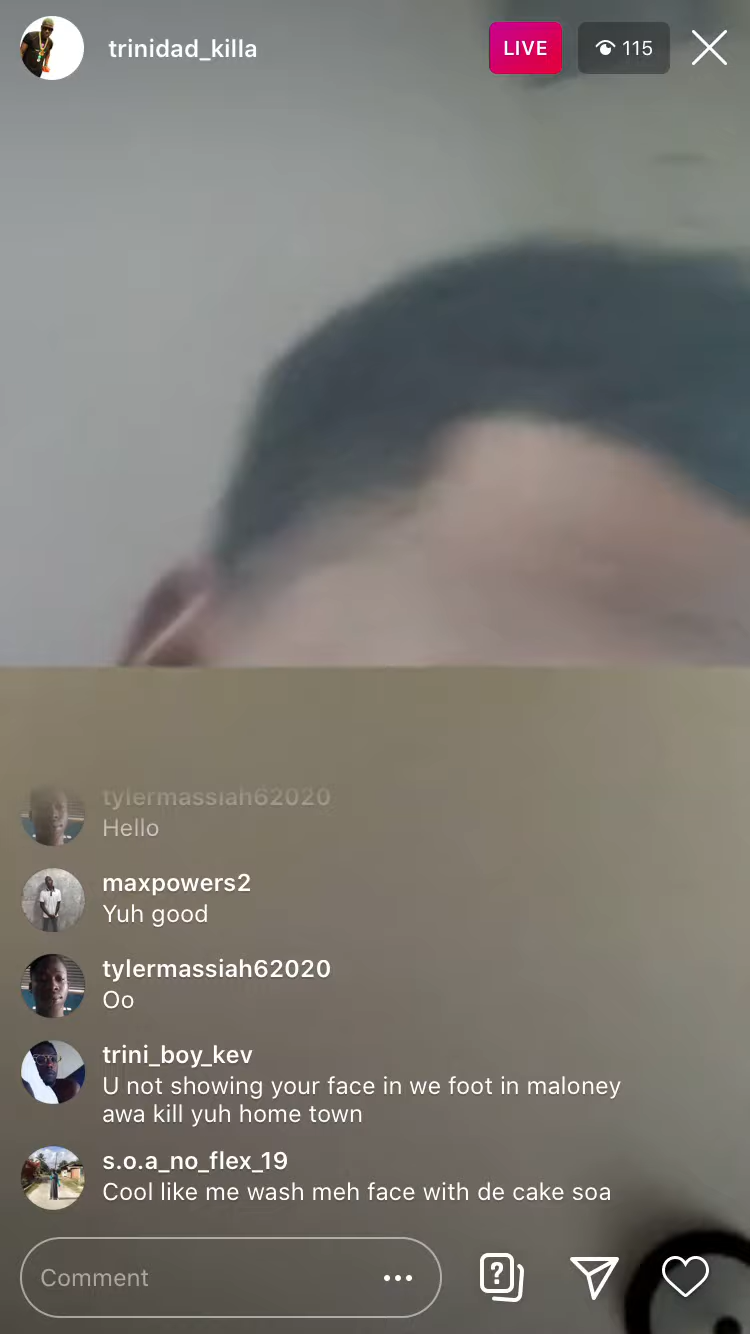 trinidad_killa
LIVE
115
tylermassiah62020
Hello
maxpowers2
Yuh good
tylermassiah62020
Oo
trini_boy_kev
U not showing your face in we foot in maloney
awa kill yuh home town
s.o.a_no_flex_19
Cool like me wash meh face with de cake soa
Comment